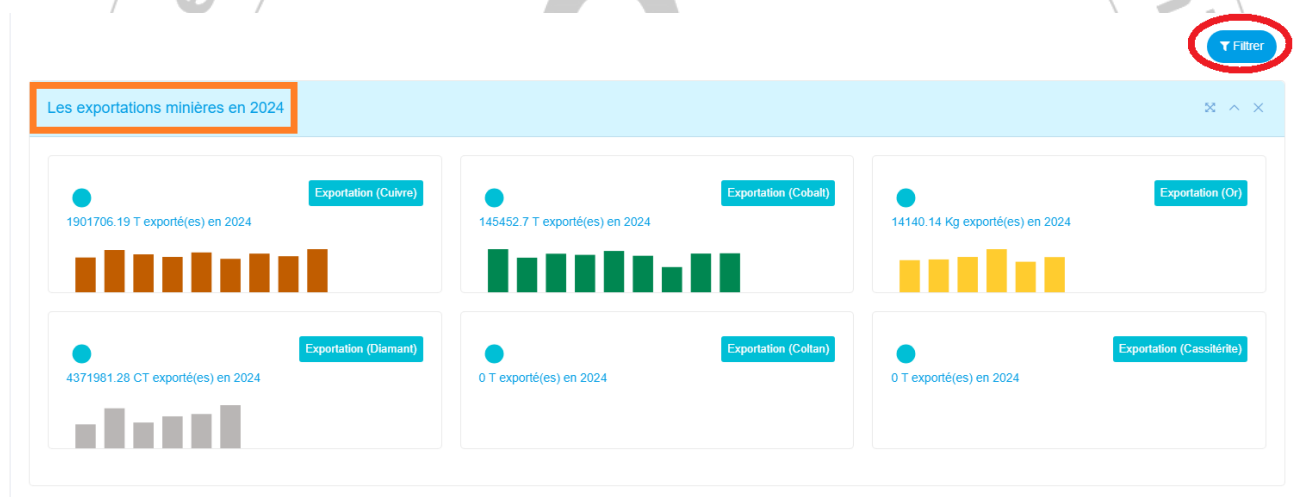 Filtrer
Les exportations minières en 2024
Exportation (Cuivre)
1901706.19 T exporté(es) en 2024
Exportation (Cobalt)
145452.7 T exporté(es) en 2024
Exportation (Or)
14140.14 Kg exporté(es) en 2024
Exportation (Diamant)
4371981.28 CT exporté(es) en 2024
Exportation (Coltan)
0 T exporté(es) en 2024
Exportation (Cassitérite)
0 T exporté(es) en 2024